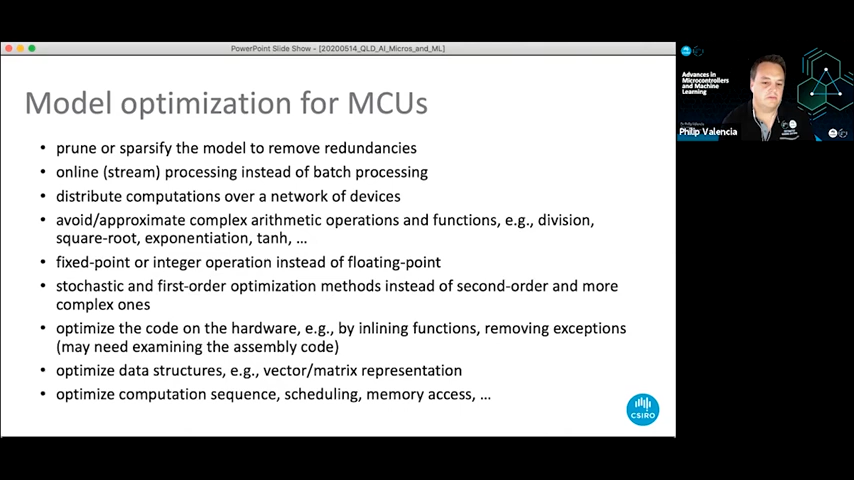 PowerPoint Slide Show - [20200514_QLD_AI_Micros_and_ML]
Model optimization for MCUs
• prune or sparsify the model to remove redundancies
• online (stream) processing instead of batch processing
• distribute computations over a network of devices
• avoid/approximate complex arithmetic operations and functions, e.g., division,
square-root, exponentiation, tanh, ...
• fixed-point or integer operation instead of floating-point
• stochastic and first-order optimization methods instead of second-order and more
complex ones
• optimize the code on the hardware, e.g., by inlining functions, removing exceptions
(may need examining the assembly code)
• optimize data structures, e.g., vector/matrix representation
• optimize computation sequence, scheduling, memory access, ...
CSIRO
Advances in
Microcontrollers
and Machine
Learning
Philip Valencia